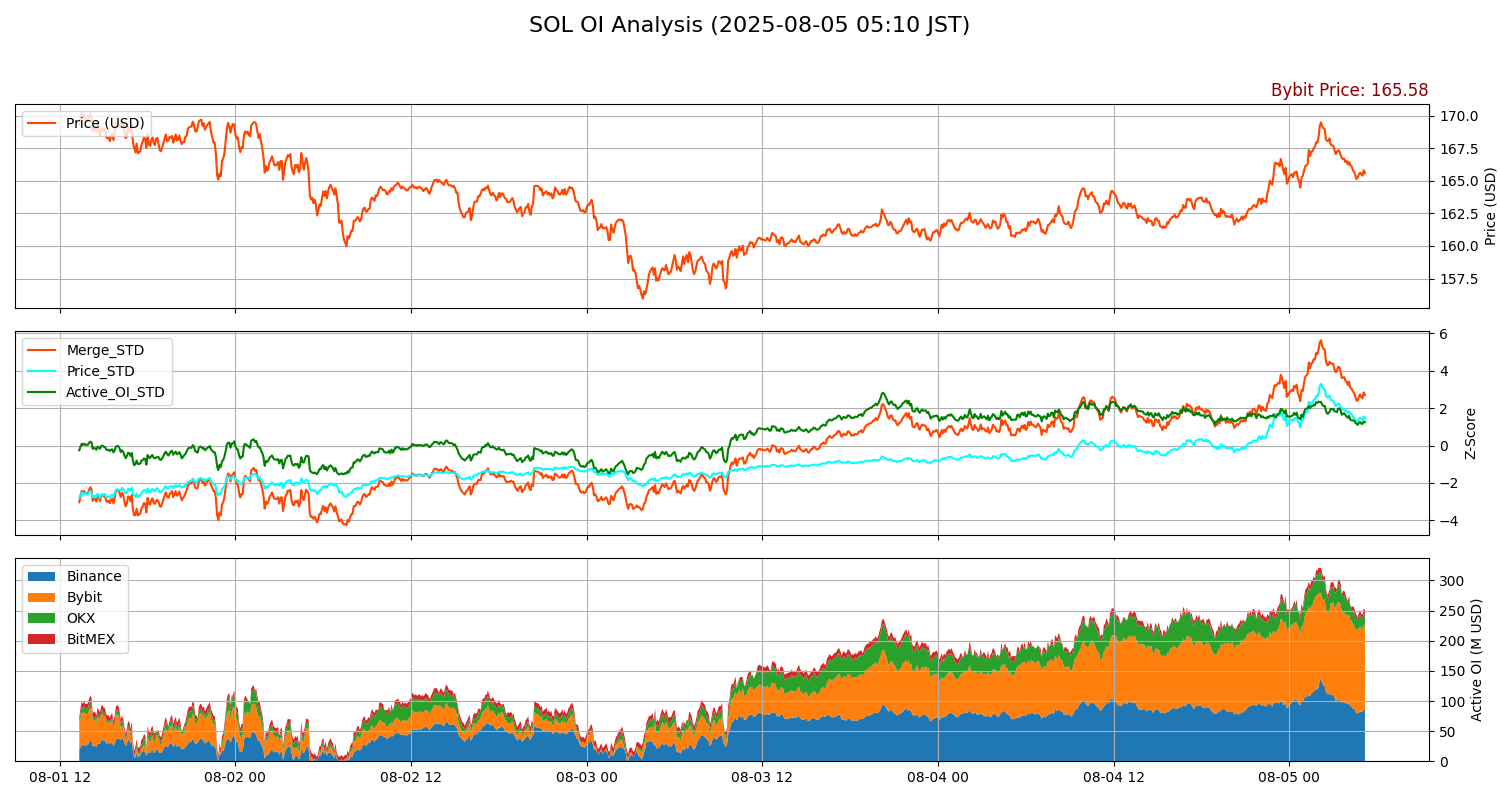 SOL OI Analysis (2025-08-05 05:10 JST)
Bybit Price: 165.58
Price (USD)
170.0
167.5
165.0
162.5
160.0
157.5
Price (USD)
Merge_STD
Price_STD
Active_OI_STD
6
4
2
0
−2
−4
Z-Score
Binance
Bybit
OKX
BitMEX
300
250
200
150
100
50
0
Active OI (M USD)
08-01 12
08-02 00
08-02 12
08-03 00
08-03 12
08-04 00
08-04 12
08-05 00